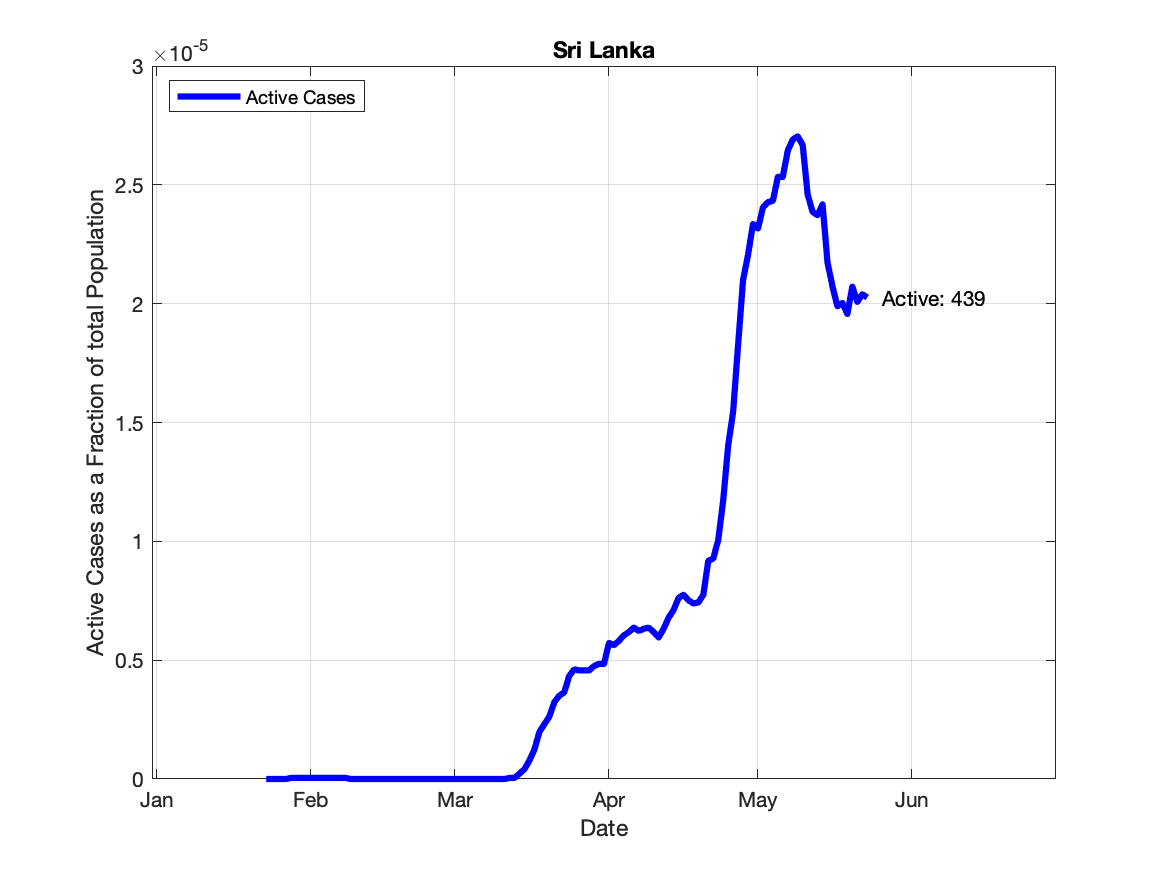 Sri Lanka
×10-5
Active Cases
3
2.5
2
1.5
1
0.5
0
Active Cases as a Fraction of total Population
Active: 439
Jan Feb Mar Apr May Jun
Date